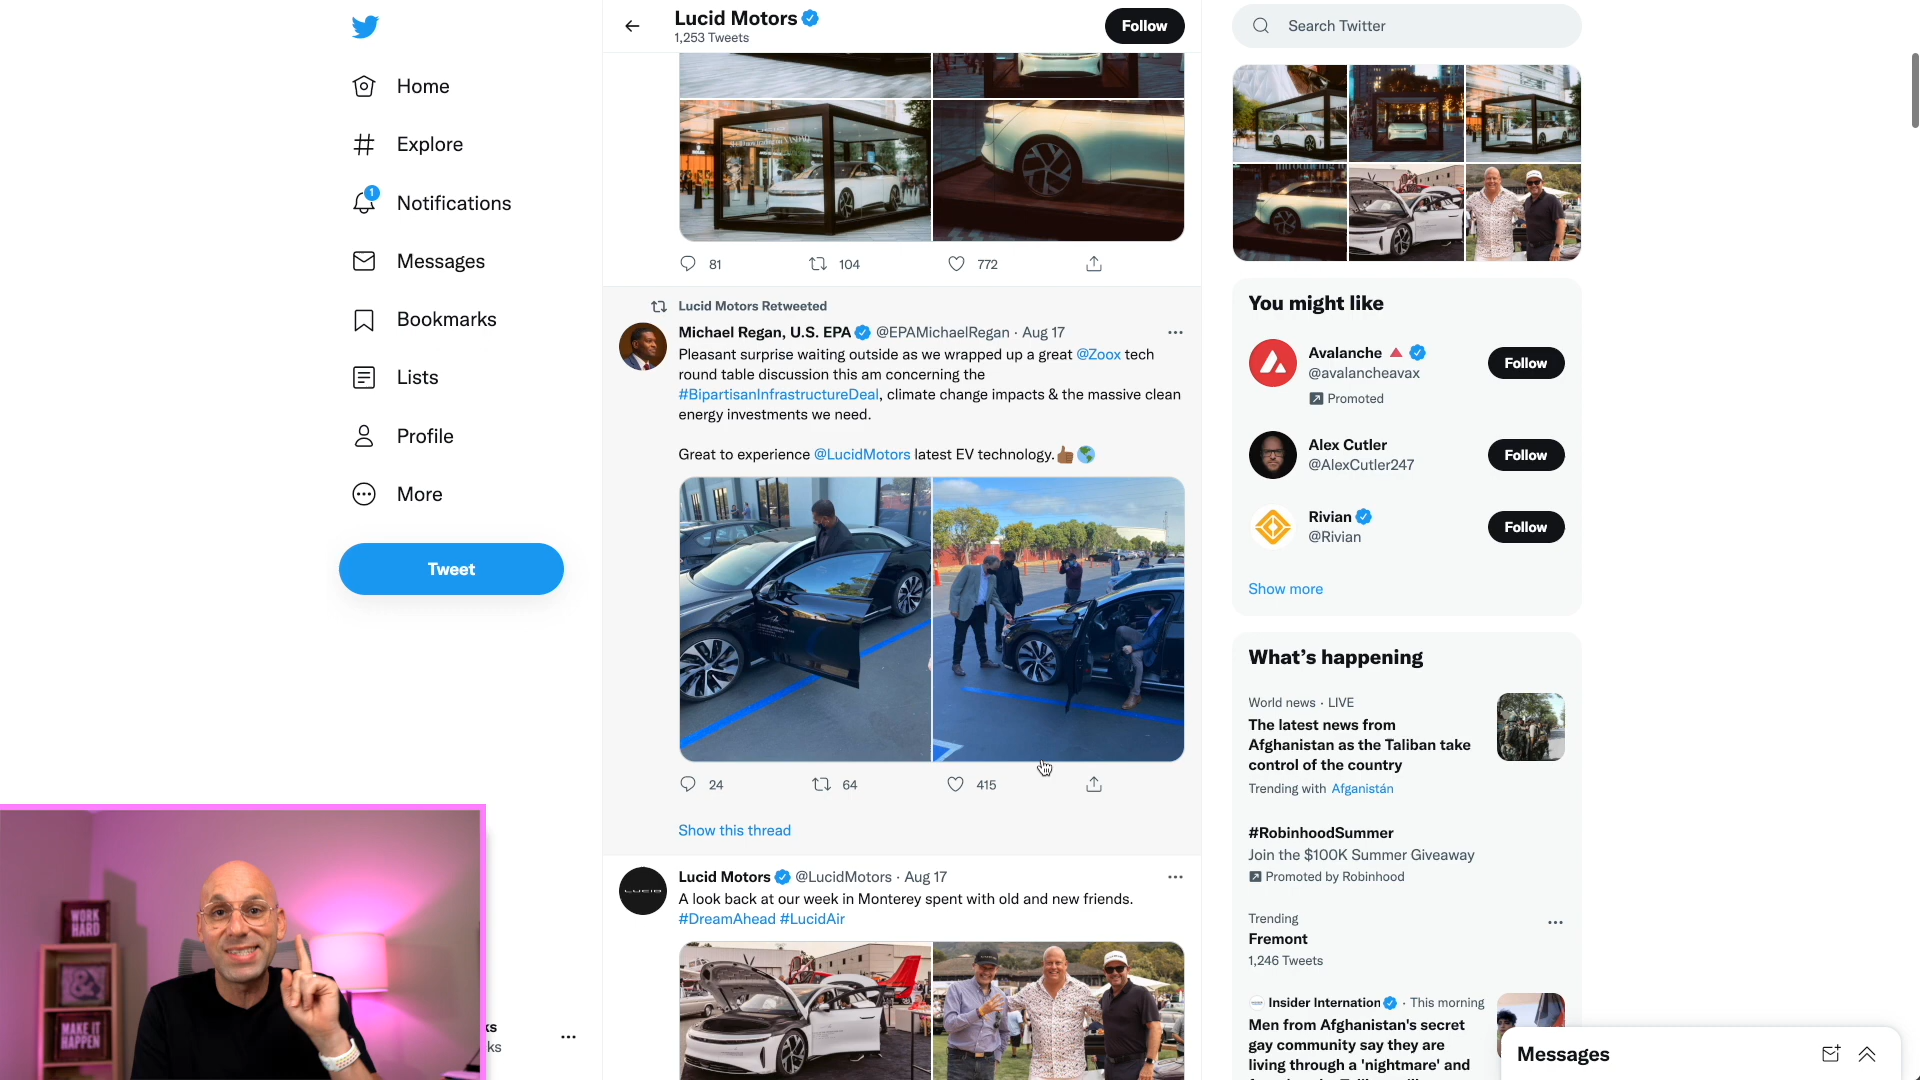 Home
Explore
1
Notifications
Messages
Bookmarks
Lists
Profile
More
Tweet
WORK
HARD
&
MAKE IT
HAPPEN
ks
ks
Lucid Motors
1,253 Tweets
Follow
81 104 772
Lucid Motors Retweeted
Michael Regan, U.S. EPA @EPAMichaelRegan · Aug 17
Pleasant surprise waiting outside as we wrapped up a great @Zoox tech
round table discussion this am concerning the
#BipartisanInfrastructureDeal, climate change impacts & the massive clean
energy investments we need.
Great to experience @LucidMotors latest EV technology.👍🏾🌎
24 64 415
Show this thread
LUCID
Lucid Motors @LucidMotors · Aug 17
A look back at our week in Monterey spent with old and new friends.
#DreamAhead #LucidAir
Search Twitter
You might like
Avalanche 🔺
@avalancheavax
Promoted
Follow
Alex Cutler
@AlexCutler247
Follow
Rivian
@Rivian
Follow
Show more
What's happening
World news · LIVE
The latest news from
Afghanistan as the Taliban take
control of the country
Trending with Afganistán
#RobinhoodSummer
Join the $100K Summer Giveaway
Promoted by Robinhood
Trending
Fremont
1,246 Tweets
Insider Internation · This morning
Men from Afghanistan's secret
gay community say they are
living through a 'nightmare' and
Messages